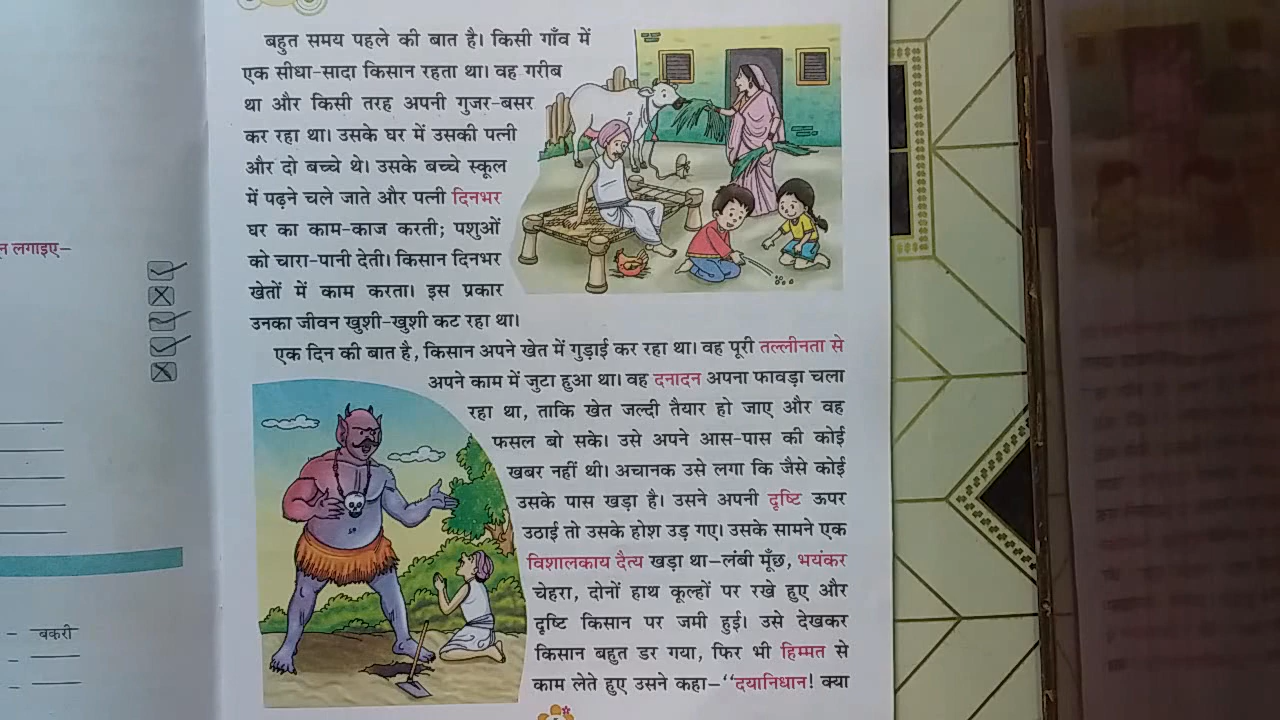 बहुत समय पहले की बात है। किसी गाँव में
एक सीधा-सादा किसान रहता था। वह गरीब
था और किसी तरह अपनी गुजर-बसर
कर रहा था। उसके घर में उसकी पत्नी
और दो बच्चे थे। उसके बच्चे स्कूल
में पढ़ने चले जाते और पत्नी दिनभर
घर का काम-काज करती; पशुओं
को चारा-पानी देती। किसान दिनभर
खेतों में काम करता। इस प्रकार
उनका जीवन खुशी-खुशी कट रहा था।
एक दिन की बात है, किसान अपने खेत में गुड़ाई कर रहा था। वह पूरी तल्लीनता से
अपने काम में जुटा हुआ था। वह दनादन अपना फावड़ा चला
रहा था, ताकि खेत जल्दी तैयार हो जाए और वह
फसल बो सके। उसे अपने आस-पास की कोई
खबर नहीं थी। अचानक उसे लगा कि जैसे कोई
उसके पास खड़ा है। उसने अपनी दृष्टि ऊपर
उठाई तो उसके होश उड़ गए। उसके सामने एक
विशालकाय दैत्य खड़ा था–लंबी मूँछ, भयंकर
चेहरा, दोनों हाथ कूल्हों पर रखे हुए और
दृष्टि किसान पर जमी हुई। उसे देखकर
किसान बहुत डर गया, फिर भी हिम्मत से
काम लेते हुए उसने कहा–"दयानिधान! क्या
लगाइए–
– बकरी